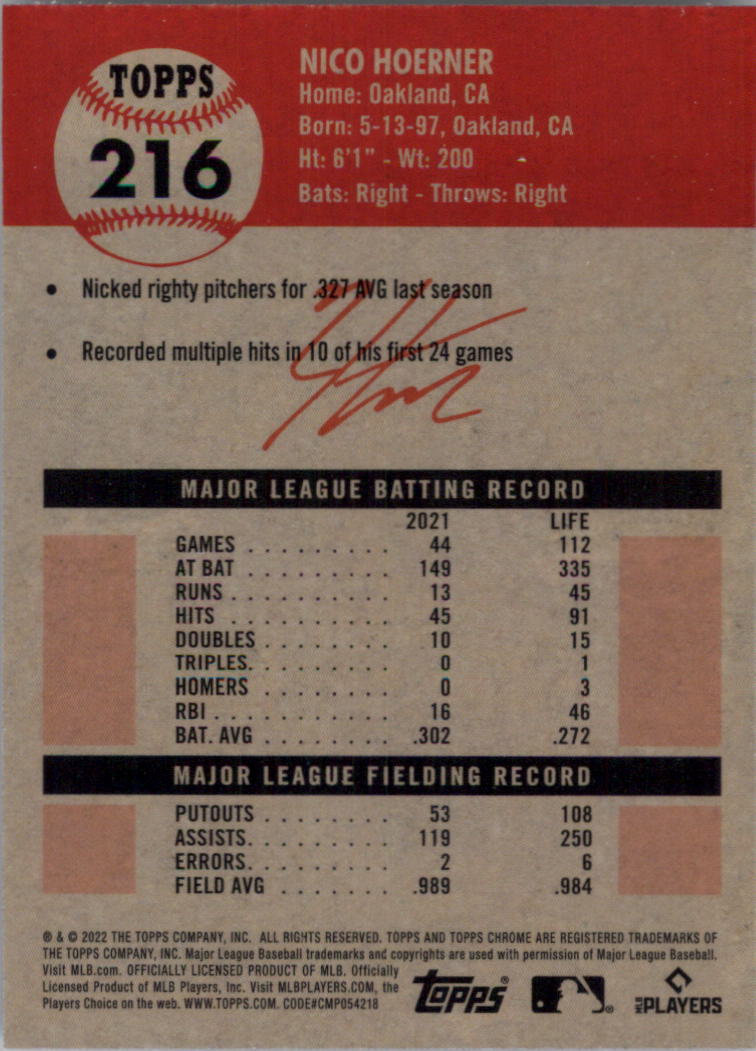 TOPPS
216
NICO HOERNER
Home: Oakland, CA
Born: 5-13-97, Oakland, CA
Ht: 6'1" - Wt: 200
Bats: Right - Throws: Right
• Nicked righty pitchers for .327 AVG last season
• Recorded multiple hits in 10 of his first 24 games
MAJOR LEAGUE BATTING RECORD
2021 LIFE
GAMES . . . . . . . . . 44 112
AT BAT . . . . . . . . . 149 335
RUNS . . . . . . . . . . 13 45
HITS . . . . . . . . . . 45 91
DOUBLES . . . . . . . . 10 15
TRIPLES. . . . . . . . . 0 1
HOMERS . . . . . . . . 0 3
RBI . . . . . . . . . . . 16 46
BAT. AVG . . . . . . . . .302 .272
MAJOR LEAGUE FIELDING RECORD
PUTOUTS . . . . . . . . 53 108
ASSISTS. . . . . . . . . 119 250
ERRORS. . . . . . . . . 2 6
FIELD AVG . . . . . . . .989 .984
® & © 2022 THE TOPPS COMPANY, INC. ALL RIGHTS RESERVED. TOPPS AND TOPPS CHROME ARE REGISTERED TRADEMARKS OF
THE TOPPS COMPANY, INC. Major League Baseball trademarks and copyrights are used with permission of Major League Baseball.
Visit MLB.com. OFFICIALLY LICENSED PRODUCT OF MLB. Officially
Licensed Product of MLB Players, Inc. Visit MLBPLAYERS.COM, the
Players Choice on the web. WWW.TOPPS.COM. CODE#CMP054218
Topps®
®
MLB PLAYERS